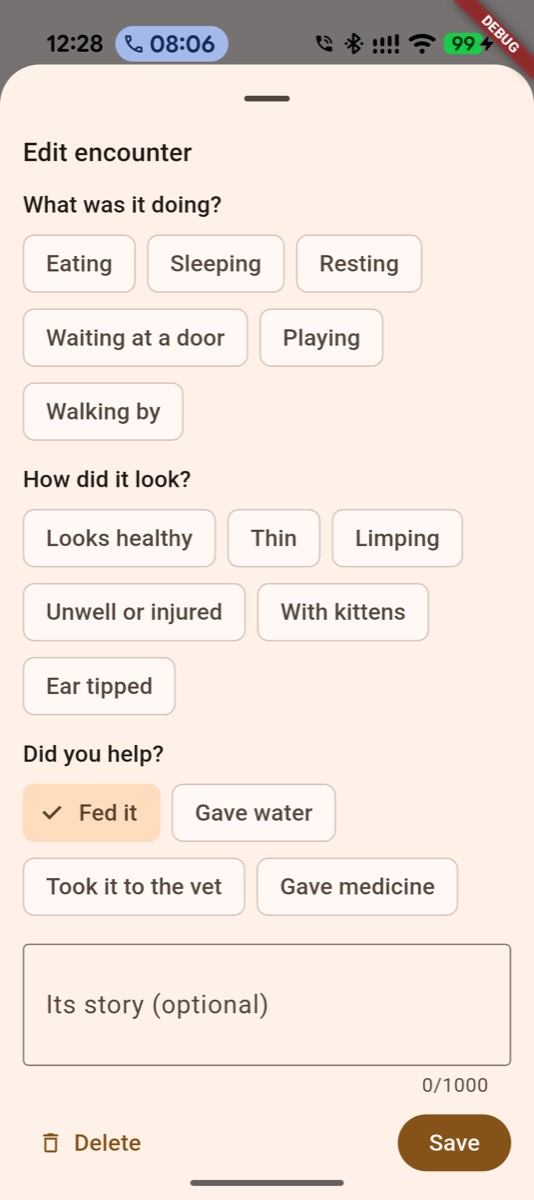 12:28 08:06 99
DEBUG
Edit encounter
What was it doing?
Eating Sleeping Resting
Waiting at a door Playing
Walking by
How did it look?
Looks healthy Thin Limping
Unwell or injured With kittens
Ear tipped
Did you help?
Fed it Gave water
Took it to the vet Gave medicine
Its story (optional)
0/1000
Delete Save